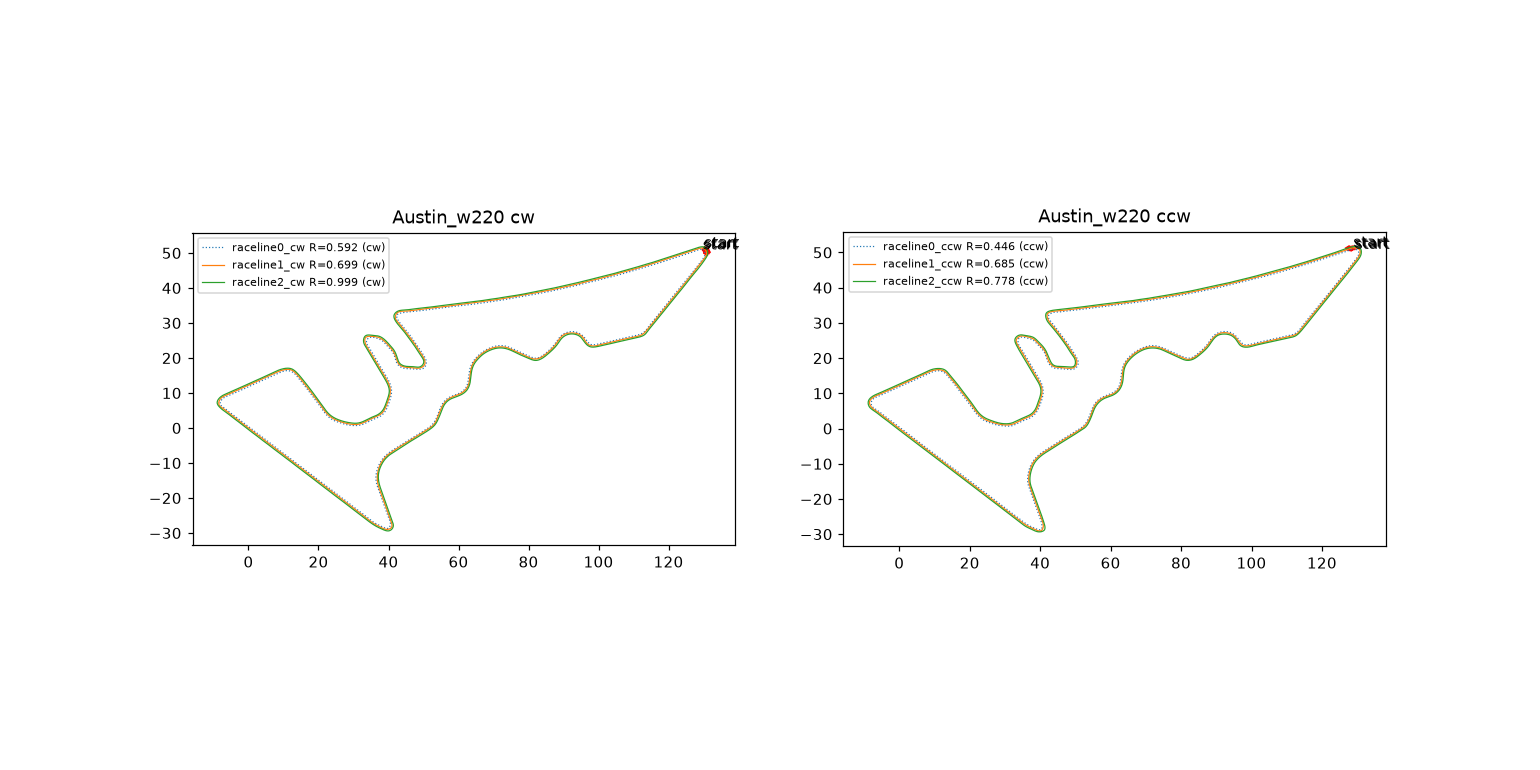 Austin_w220 cw
raceline0_cw R=0.592 (cw)
raceline1_cw R=0.699 (cw)
raceline2_cw R=0.999 (cw)
start
50
40
30
20
10
0
−10
−20
−30
0 20 40 60 80 100 120
Austin_w220 ccw
raceline0_ccw R=0.446 (ccw)
raceline1_ccw R=0.685 (ccw)
raceline2_ccw R=0.778 (ccw)
start
50
40
30
20
10
0
−10
−20
−30
0 20 40 60 80 100 120